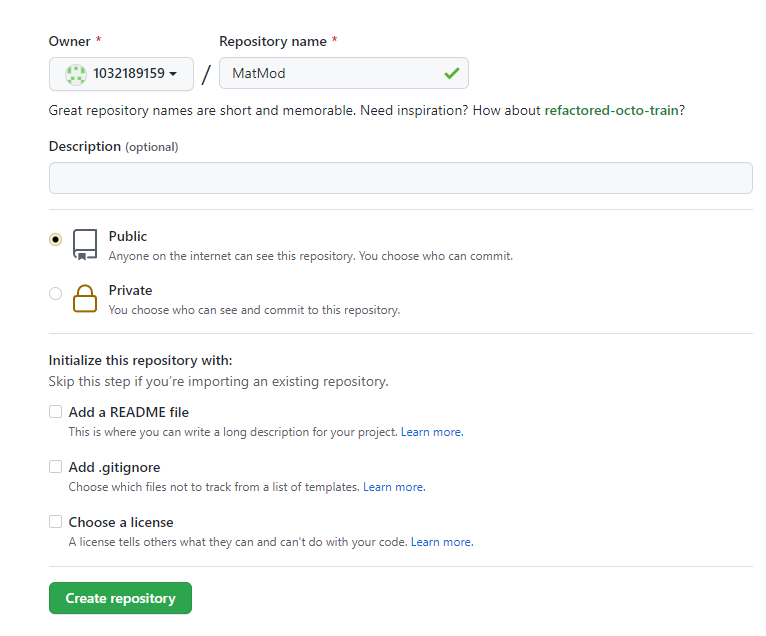 Owner * Repository name *
1032189159 / MatMod
Great repository names are short and memorable. Need inspiration? How about refactored-octo-train?
Description (optional)
Public
Anyone on the internet can see this repository. You choose who can commit.
Private
You choose who can see and commit to this repository.
Initialize this repository with:
Skip this step if you’re importing an existing repository.
Add a README file
This is where you can write a long description for your project. Learn more.
Add .gitignore
Choose which files not to track from a list of templates. Learn more.
Choose a license
A license tells others what they can and can't do with your code. Learn more.
Create repository